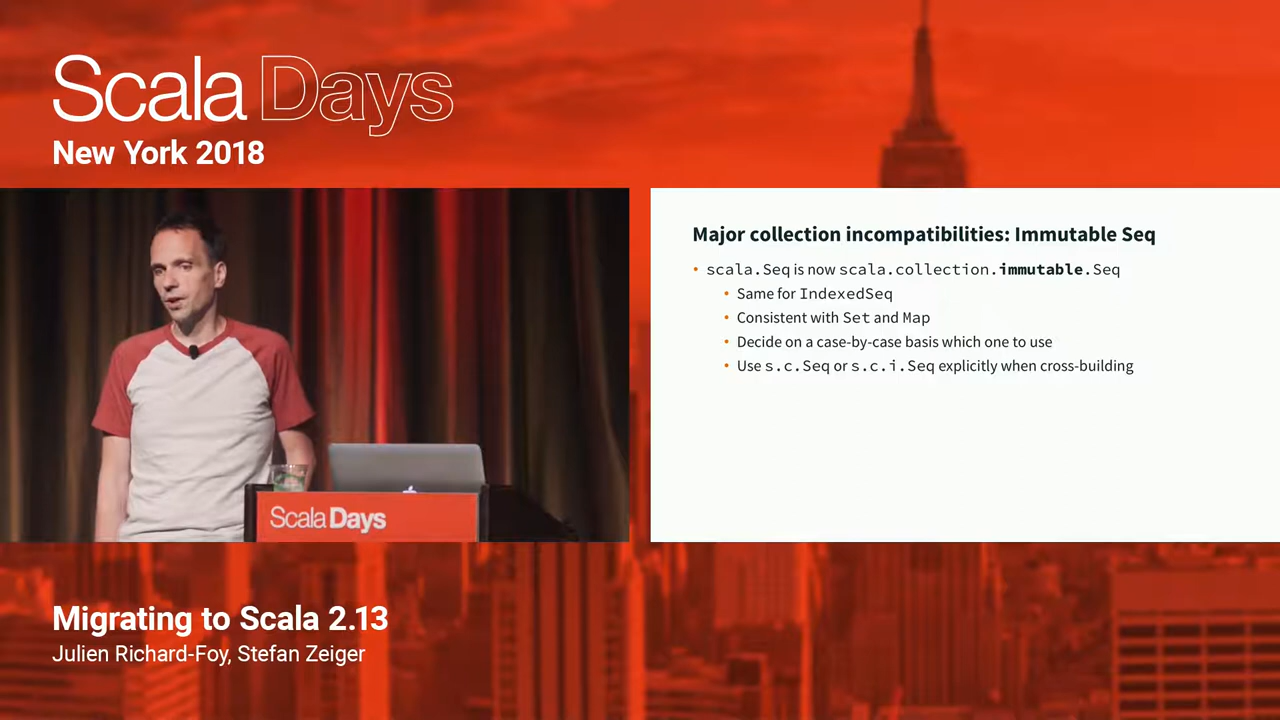 Scala Days
New York 2018
Major collection incompatibilities: Immutable Seq
• scala.Seq is now scala.collection.immutable.Seq
• Same for IndexedSeq
• Consistent with Set and Map
• Decide on a case-by-case basis which one to use
• Use s.c.Seq or s.c.i.Seq explicitly when cross-building
ScalaDays
Migrating to Scala 2.13
Julien Richard-Foy, Stefan Zeiger